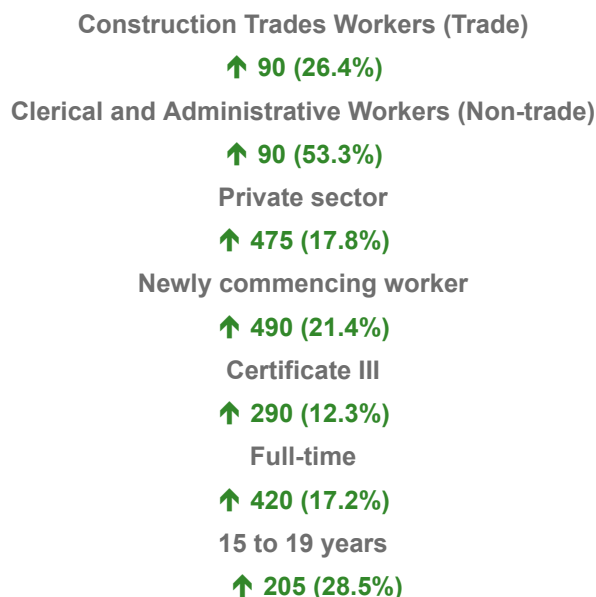 Construction Trades Workers (Trade)
↑ 90 (26.4%)
Clerical and Administrative Workers (Non-trade)
↑ 90 (53.3%)
Private sector
↑ 475 (17.8%)
Newly commencing worker
↑ 490 (21.4%)
Certificate III
↑ 290 (12.3%)
Full-time
↑ 420 (17.2%)
15 to 19 years
↑ 205 (28.5%)